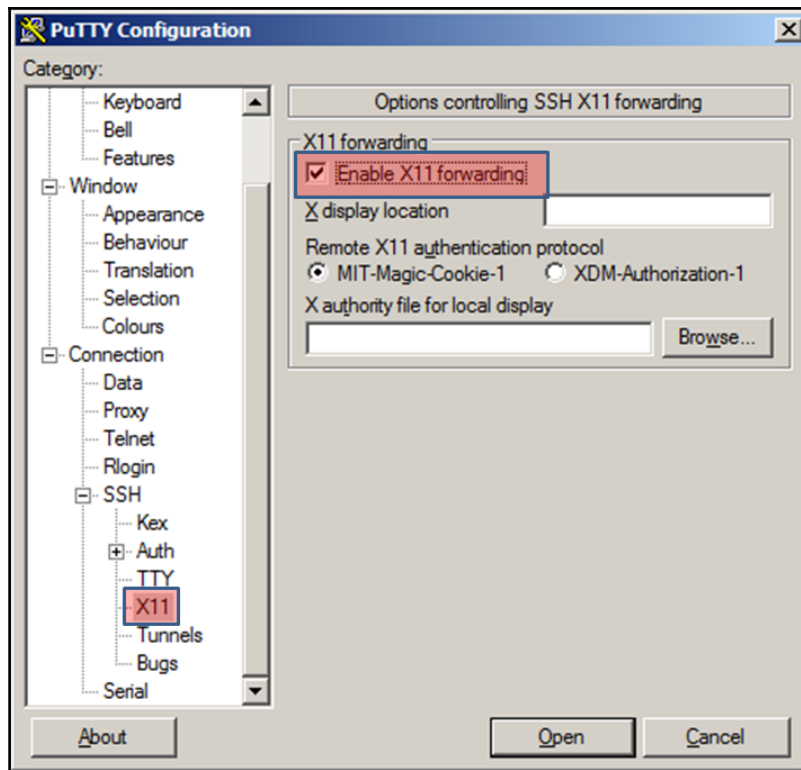 PuTTY Configuration
Category:
Keyboard
Bell
Features
Window
Appearance
Behaviour
Translation
Selection
Colours
Connection
Data
Proxy
Telnet
Rlogin
SSH
Kex
Auth
TTY
X11
Tunnels
Bugs
Serial
Options controlling SSH X11 forwarding
X11 forwarding
Enable X11 forwarding
X display location
Remote X11 authentication protocol
MIT-Magic-Cookie-1 XDM-Authorization-1
X authority file for local display
Browse...
About Open Cancel